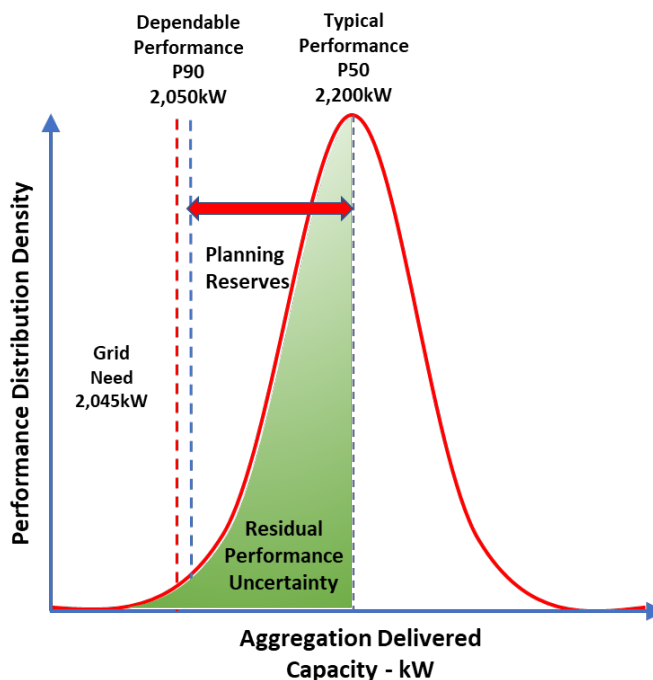 Dependable
Performance
P90
2,050kW
Typical
Performance
P50
2,200kW
Performance Distribution Density
Planning
Reserves
Grid
Need
2,045kW
Residual
Performance
Uncertainty
Aggregation Delivered
Capacity - kW